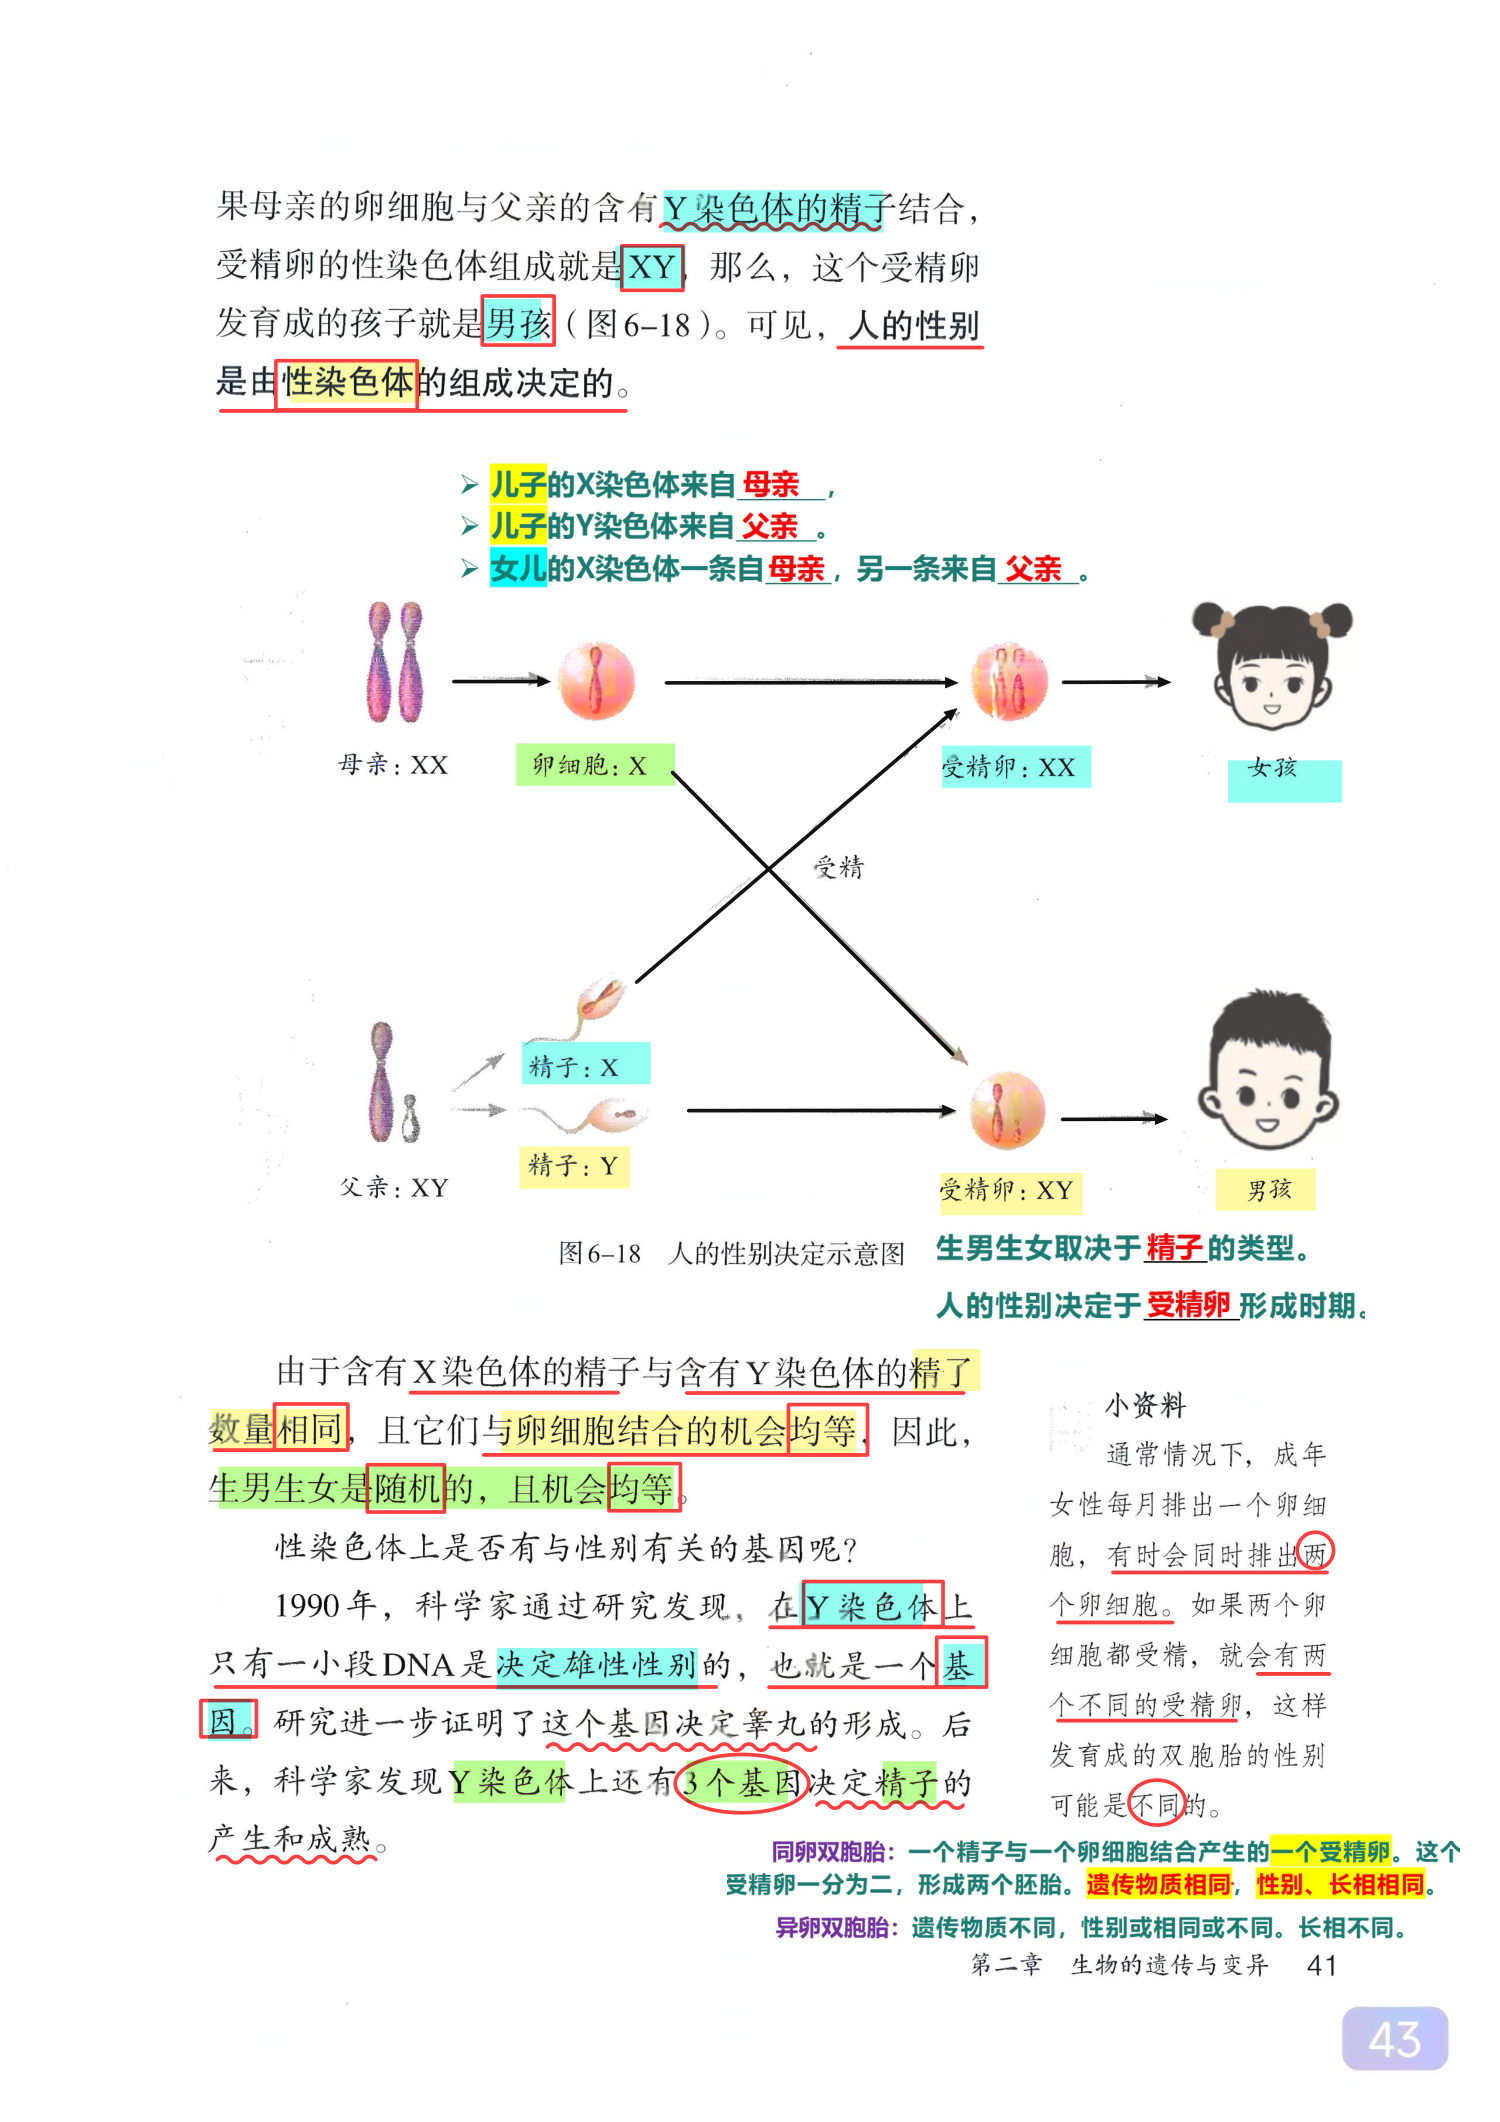 果母亲的卵细胞与父亲的含有Y染色体的精子结合，
受精卵的性染色体组成就是XY，那么，这个受精卵
发育成的孩子就是男孩（图6–18）。可见，人的性别
是由性染色体的组成决定的。
➢ 儿子的X染色体来自 母亲 ，
➢ 儿子的Y染色体来自 父亲 。
➢ 女儿的X染色体一条自 母亲 ，另一条来自 父亲 。
母亲：XX
卵细胞：X
受精卵：XX
女孩
受精
精子：X
精子：Y
父亲：XY
受精卵：XY
男孩
图6–18 人的性别决定示意图
生男生女取决于 精子 的类型。
人的性别决定于 受精卵 形成时期。
由于含有X染色体的精子与含有Y染色体的精了
数量相同，且它们与卵细胞结合的机会均等，因此，
生男生女是随机的，且机会均等。
性染色体上是否有与性别有关的基因呢？
1990年，科学家通过研究发现，在Y染色体上
只有一小段DNA是决定雄性性别的，也就是一个基
因。研究进一步证明了这个基因决定睾丸的形成。后
来，科学家发现Y染色体上还有3个基因决定精子的
产生和成熟。
小资料
通常情况下，成年
女性每月排出一个卵细
胞，有时会同时排出两
个卵细胞。如果两个卵
细胞都受精，就会有两
个不同的受精卵，这样
发育成的双胞胎的性别
可能是不同的。
同卵双胞胎：一个精子与一个卵细胞结合产生的一个受精卵。这个
受精卵一分为二，形成两个胚胎。遗传物质相同，性别、长相相同。
异卵双胞胎：遗传物质不同，性别或相同或不同。长相不同。
第二章 生物的遗传与变异 41
43